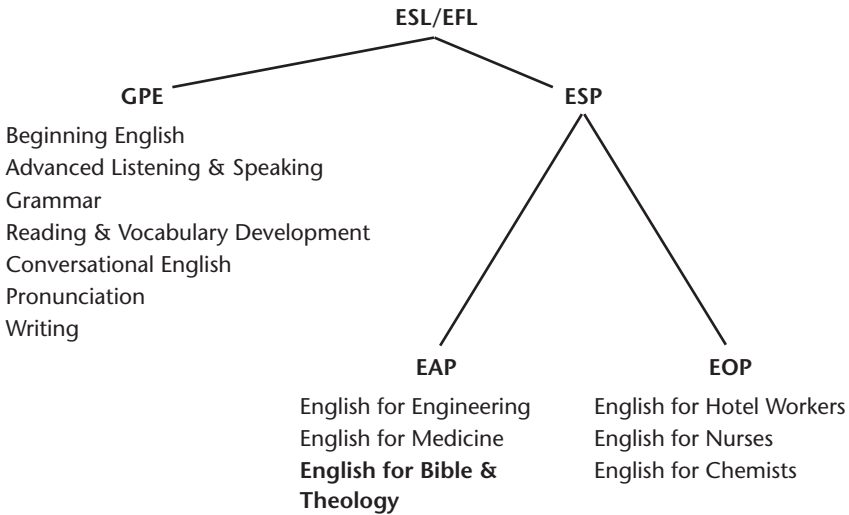 ESL/EFL
GPE
ESP
Beginning English
Advanced Listening & Speaking
Grammar
Reading & Vocabulary Development
Conversational English
Pronunciation
Writing
EAP
EOP
English for Engineering
English for Medicine
English for Bible &
Theology
English for Hotel Workers
English for Nurses
English for Chemists